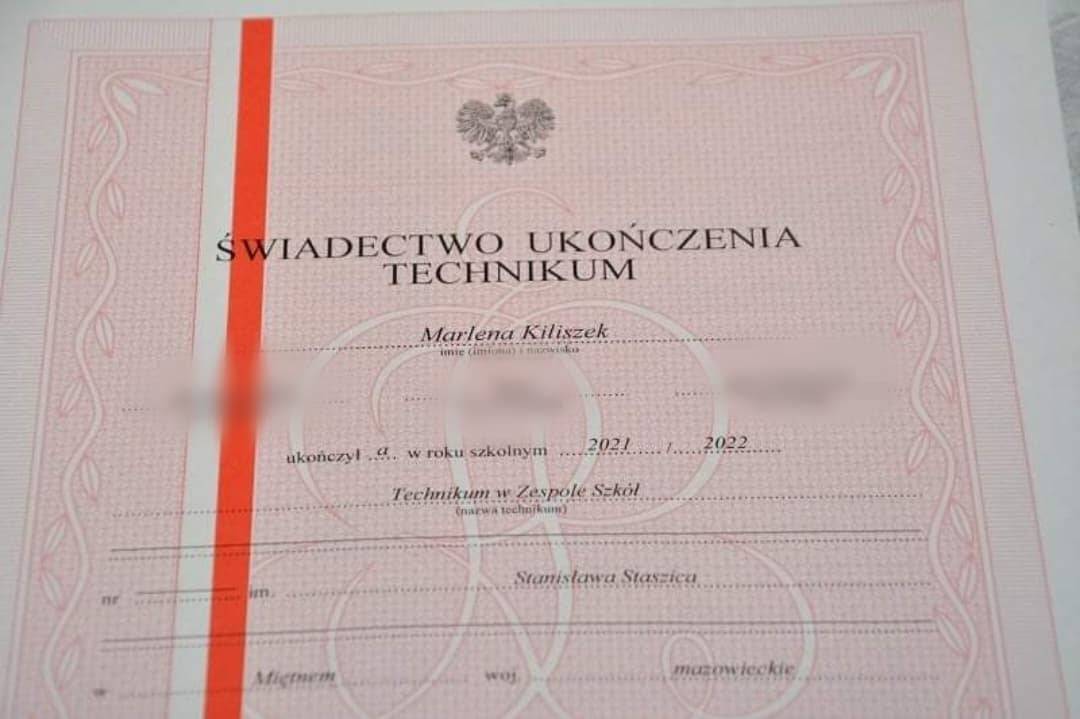 ŚWIADECTWO UKOŃCZENIA
TECHNIKUM
Marlena Kiliszek
imię (imiona) i nazwisko
ukończył .a. w roku szkolnym 2021 / 2022
Technikum w Zespole Szkół
(nazwa technikum)
nr im. Stanisława Staszica
w Miętnem woj. mazowieckie